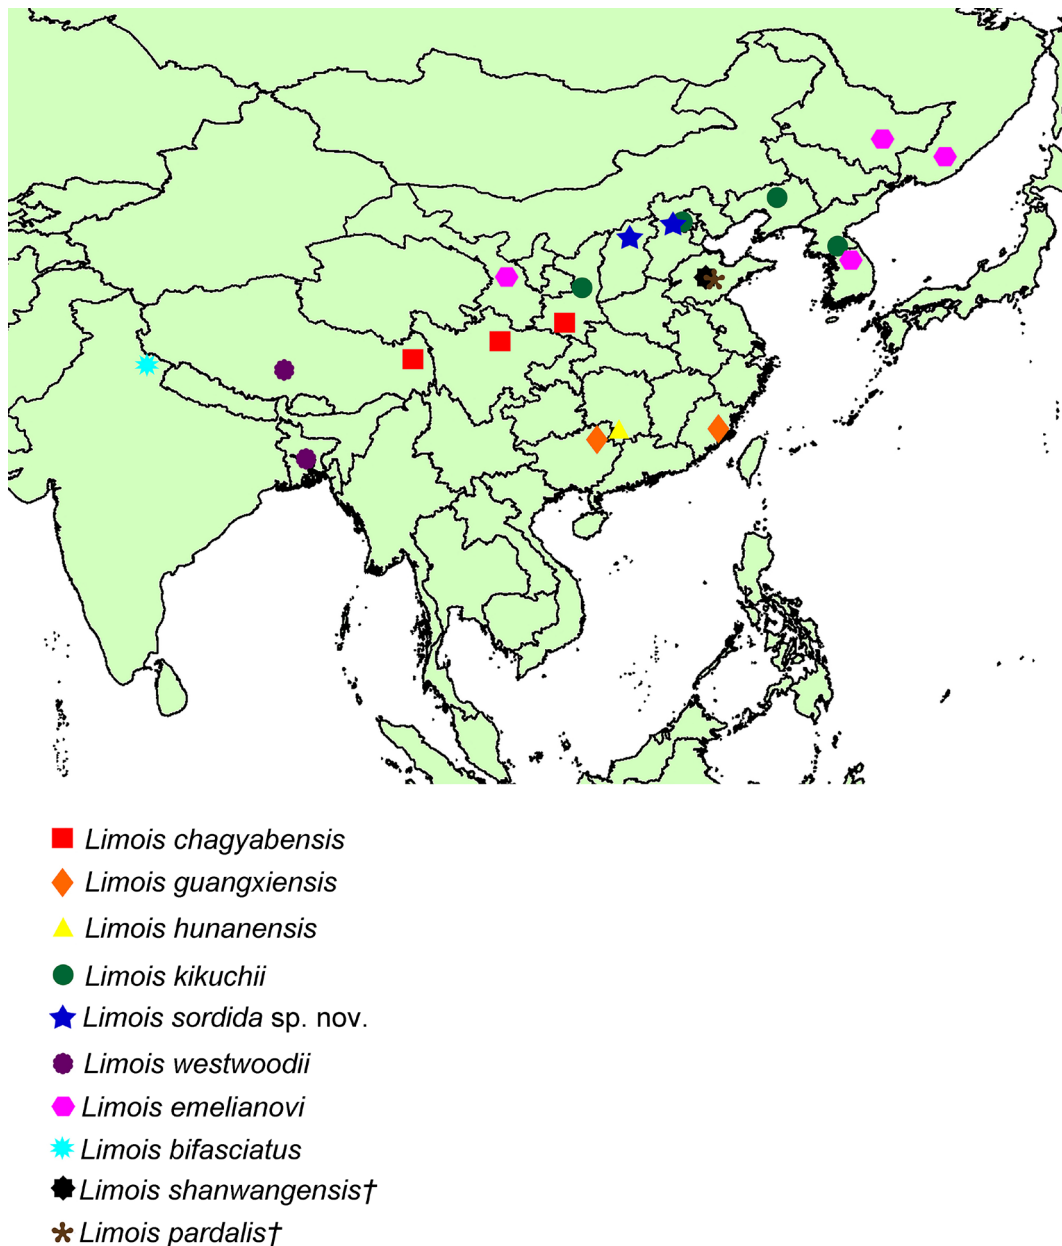 Limois chagyabensis
Limois guangxiensis
Limois hunanensis
Limois kikuchii
Limois sordida sp. nov.
Limois westwoodii
Limois emelianovi
Limois bifasciatus
Limois shanwangensis†
Limois pardalis†